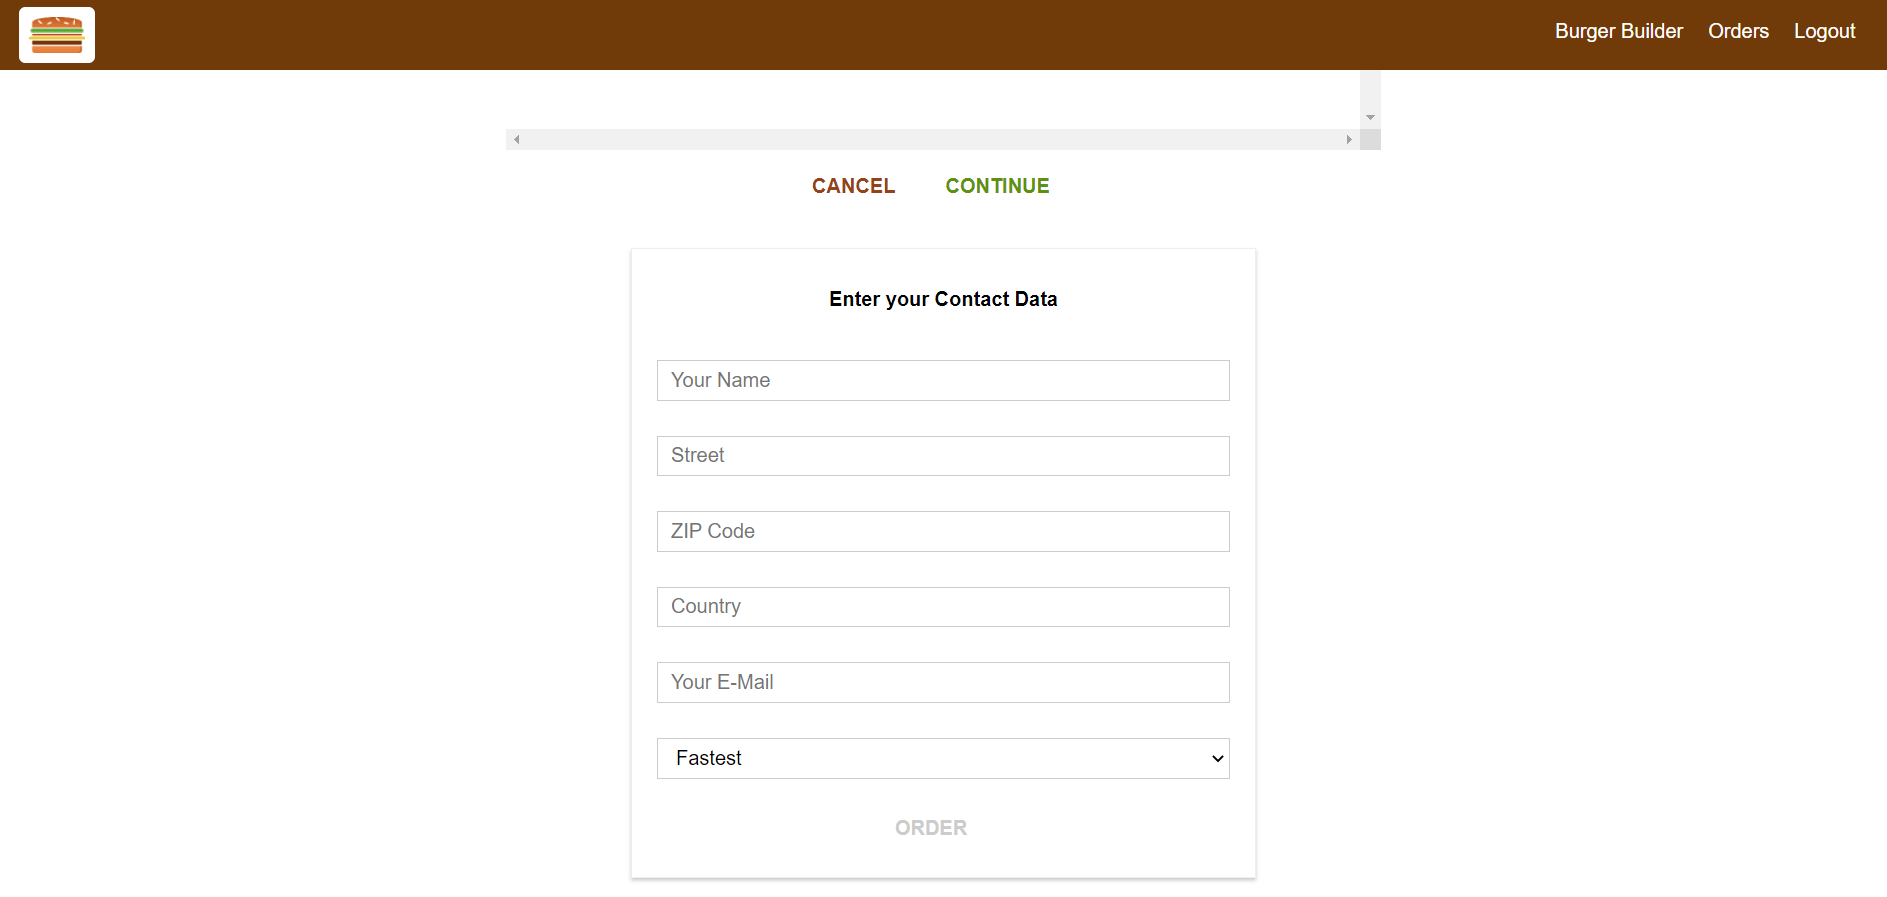 Burger Builder Orders Logout
CANCEL CONTINUE
Enter your Contact Data
Your Name
Street
ZIP Code
Country
Your E-Mail
Fastest
ORDER